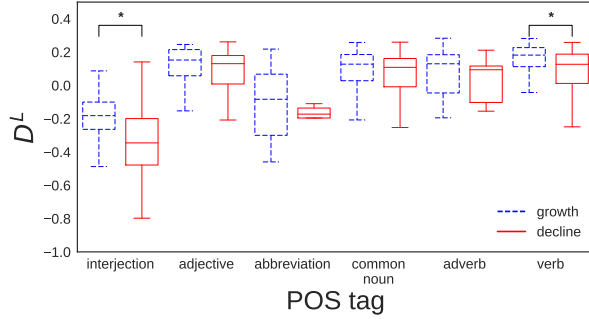 * *
0.4
0.2
0.0
−0.2
−0.4
−0.6
−0.8
−1.0
D^L
growth
decline
interjection adjective abbreviation common noun adverb verb
POS tag